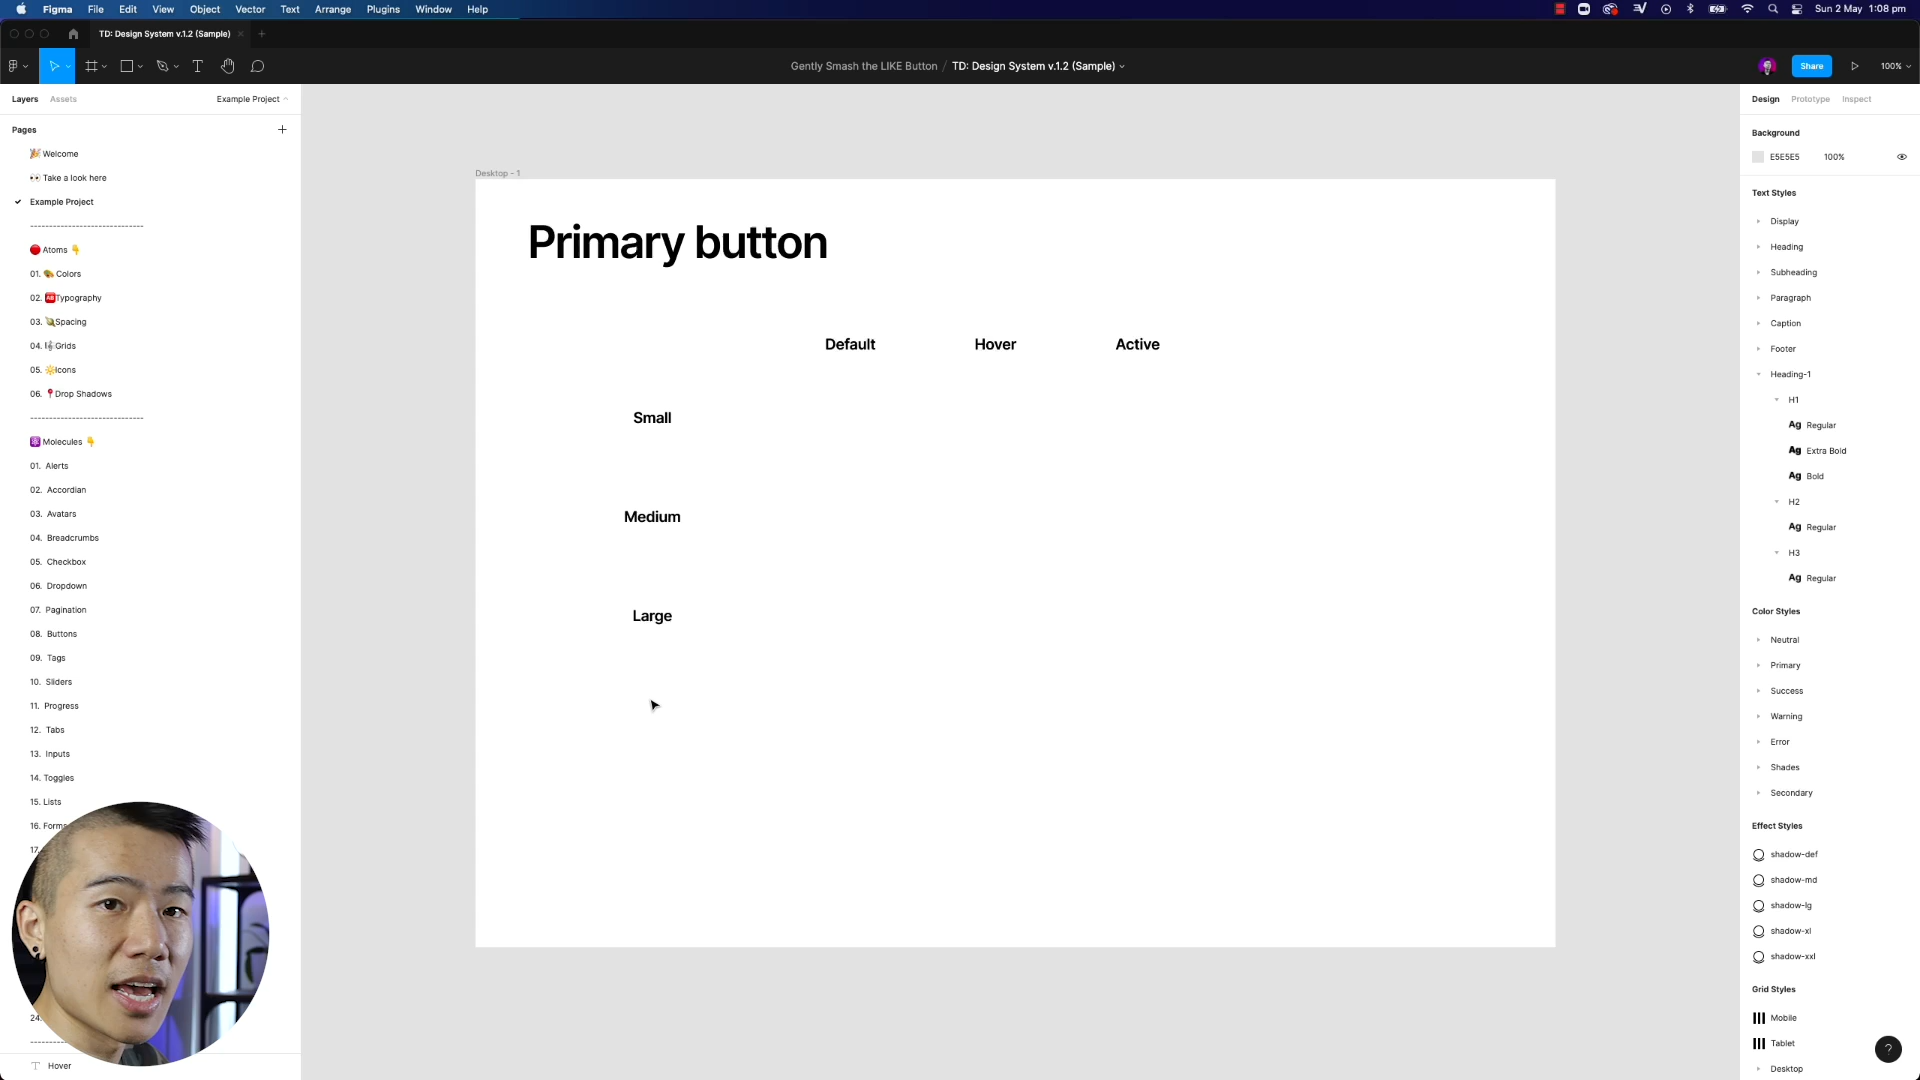 Figma File Edit View Object Vector Text Arrange Plugins Window Help Sun 2 May 1:08 pm
TD: Design System v.1.2 (Sample)
Gently Smash the LIKE Button / TD: Design System v.1.2 (Sample) Share 100%
Layers Assets Example Project
Pages
Welcome
Take a look here
Example Project
------------------------------
Atoms
01. Colors
02. Typography
03. Spacing
04. Grids
05. Icons
06. Drop Shadows
------------------------------
Molecules
01. Alerts
02. Accordian
03. Avatars
04. Breadcrumbs
05. Checkbox
06. Dropdown
07. Pagination
08. Buttons
09. Tags
10. Sliders
11. Progress
12. Tabs
13. Inputs
14. Toggles
15. Lists
16. Forms
17.
24.
Hover
Desktop - 1
Primary button
Default Hover Active
Small
Medium
Large
Design Prototype Inspect
Background
E5E5E5 100%
Text Styles
Display
Heading
Subheading
Paragraph
Caption
Footer
Heading-1
H1
Ag Regular
Ag Extra Bold
Ag Bold
H2
Ag Regular
H3
Ag Regular
Color Styles
Neutral
Primary
Success
Warning
Error
Shades
Secondary
Effect Styles
shadow-def
shadow-md
shadow-lg
shadow-xl
shadow-xxl
Grid Styles
Mobile
Tablet
Desktop
?